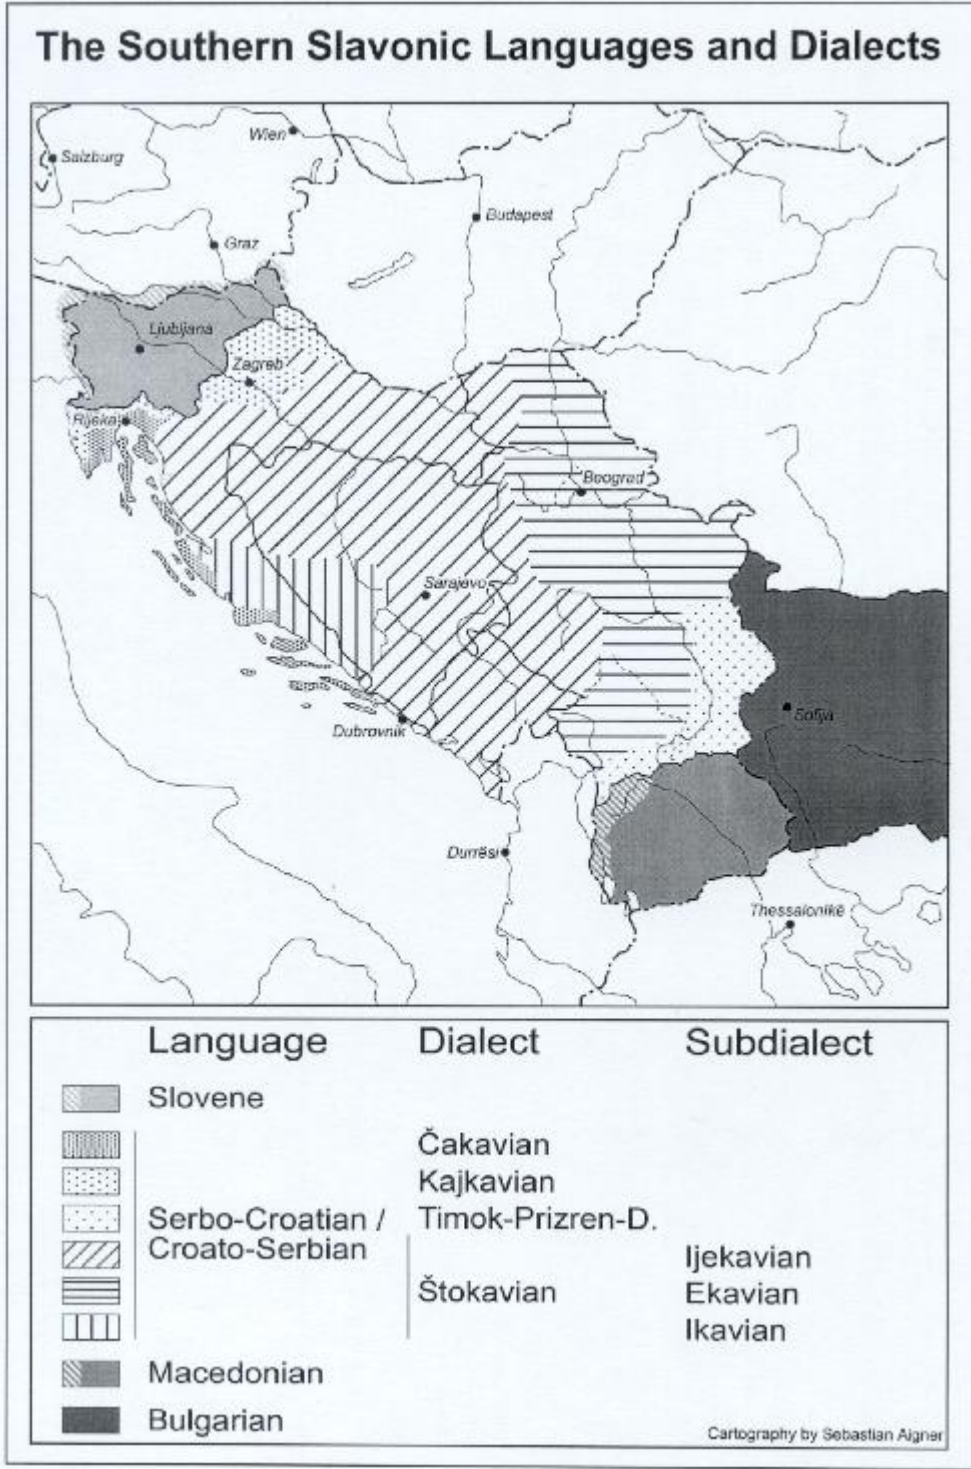 The Southern Slavonic Languages and Dialects
Wien
Salzburg
Budapest
Graz
Ljubljana
Zagreb
Rijeka
Beograd
Sarajevo
Sofija
Dubrovnik
Durrësi
Thessalonikë
Language Dialect Subdialect
Slovene
Čakavian
Kajkavian
Serbo-Croatian / Timok-Prizren-D.
Croato-Serbian
Ijekavian
Štokavian Ekavian
Ikavian
Macedonian
Bulgarian
Cartography by Sebastian Aigner